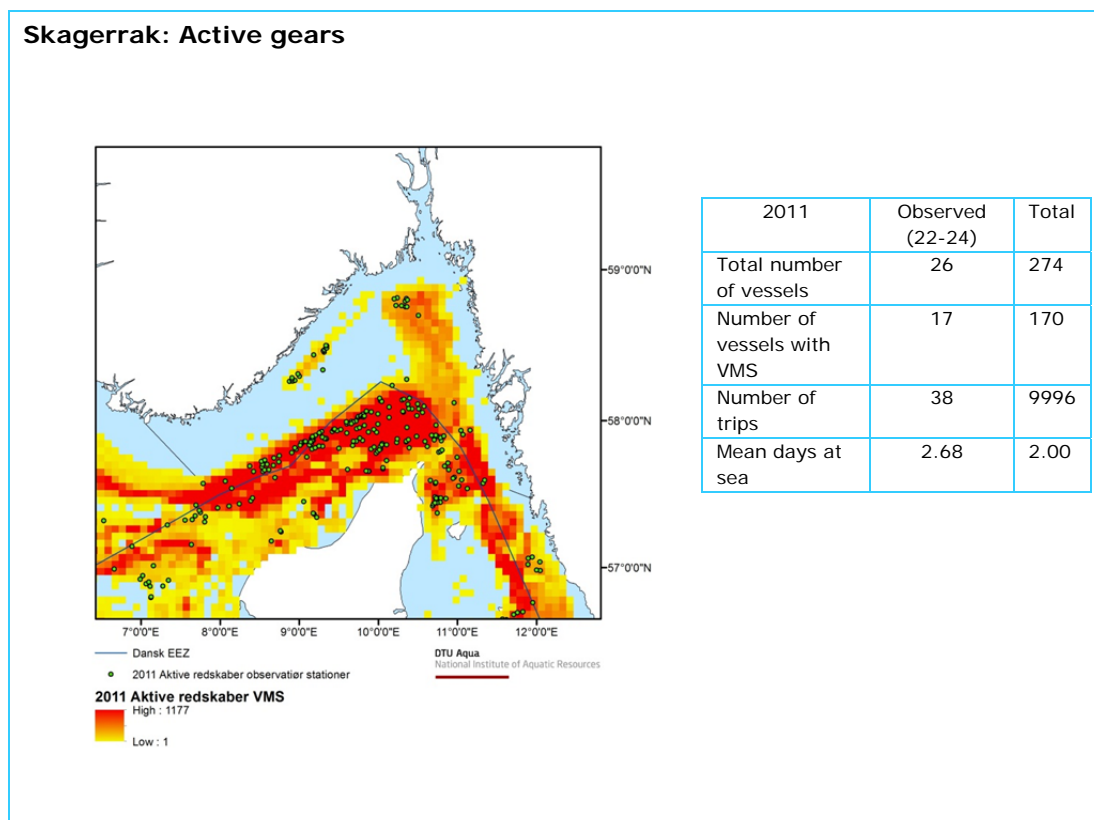 Skagerrak: Active gears
59°0'0"N
58°0'0"N
57°0'0"N
7°0'0"E 8°0'0"E 9°0'0"E 10°0'0"E 11°0'0"E 12°0'0"E
Dansk EEZ
2011 Aktive redskaber observatør stationer
2011 Aktive redskaber VMS
High : 1177
Low : 1
DTU Aqua
National Institute of Aquatic Resources
2011 Observed Total
(22-24)
Total number 26 274
of vessels
Number of 17 170
vessels with
VMS
Number of 38 9996
trips
Mean days at 2.68 2.00
sea